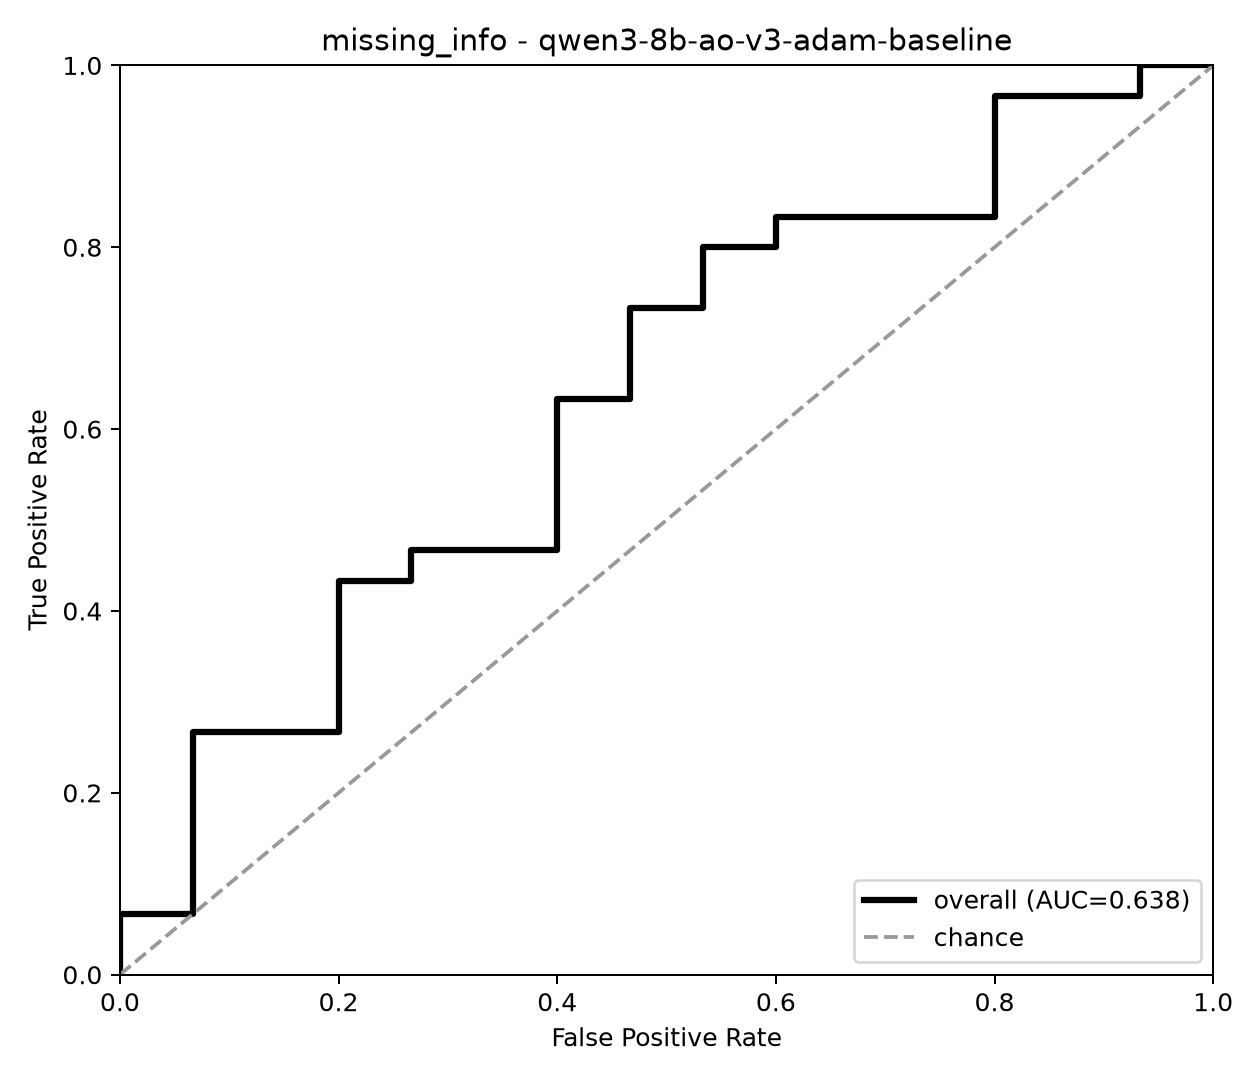 missing_info - qwen3-8b-ao-v3-adam-baseline
1.0
0.8
0.6
0.4
0.2
0.0
True Positive Rate
overall (AUC=0.638)
chance
0.0 0.2 0.4 0.6 0.8 1.0
False Positive Rate